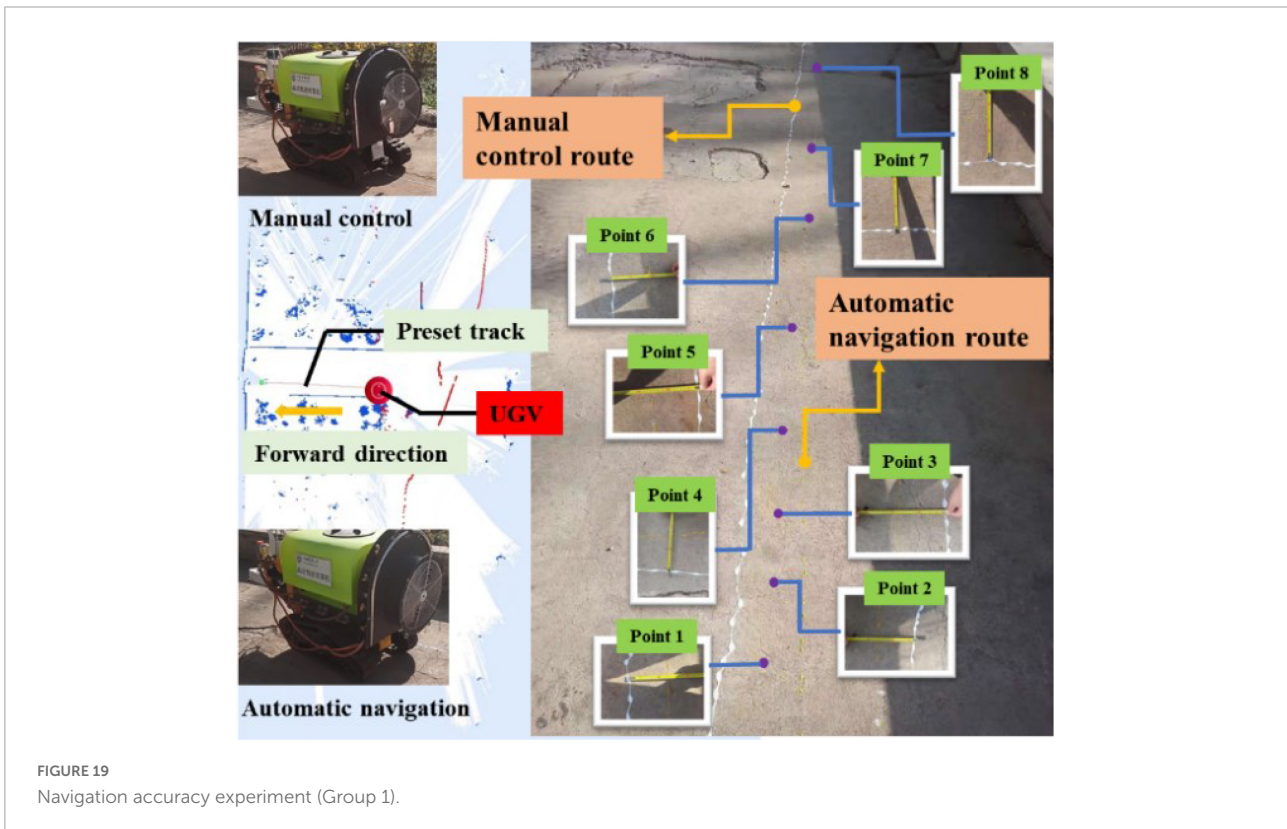 Manual control
Preset track
UGV
Forward direction
Automatic navigation
Manual
control route
Point 8
Point 7
Point 6
Automatic
navigation route
Point 5
Point 3
Point 4
Point 2
Point 1
FIGURE 19
Navigation accuracy experiment (Group 1).